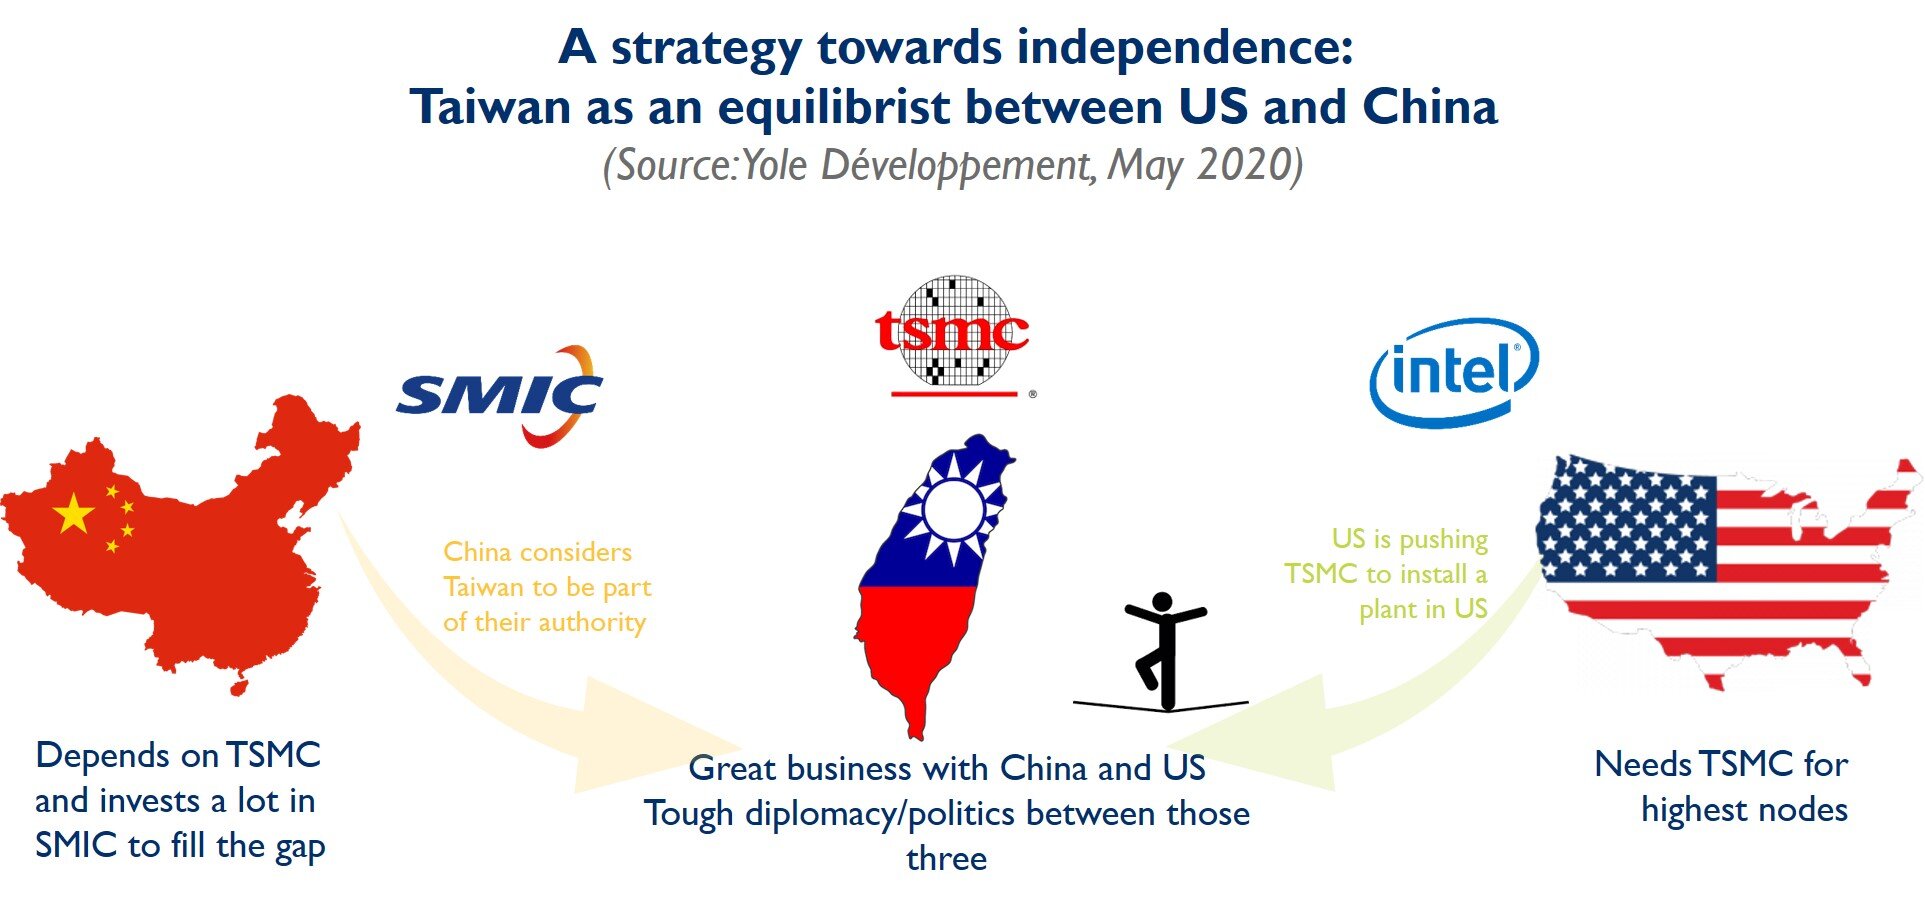 A strategy towards independence:
Taiwan as an equilibrist between US and China
(Source: Yole Développement, May 2020)
SMIC
tsmc
®
intel
®
China considers
Taiwan to be part
of their authority
US is pushing
TSMC to install a
plant in US
Depends on TSMC
and invests a lot in
SMIC to fill the gap
Great business with China and US
Tough diplomacy/politics between those
three
Needs TSMC for
highest nodes